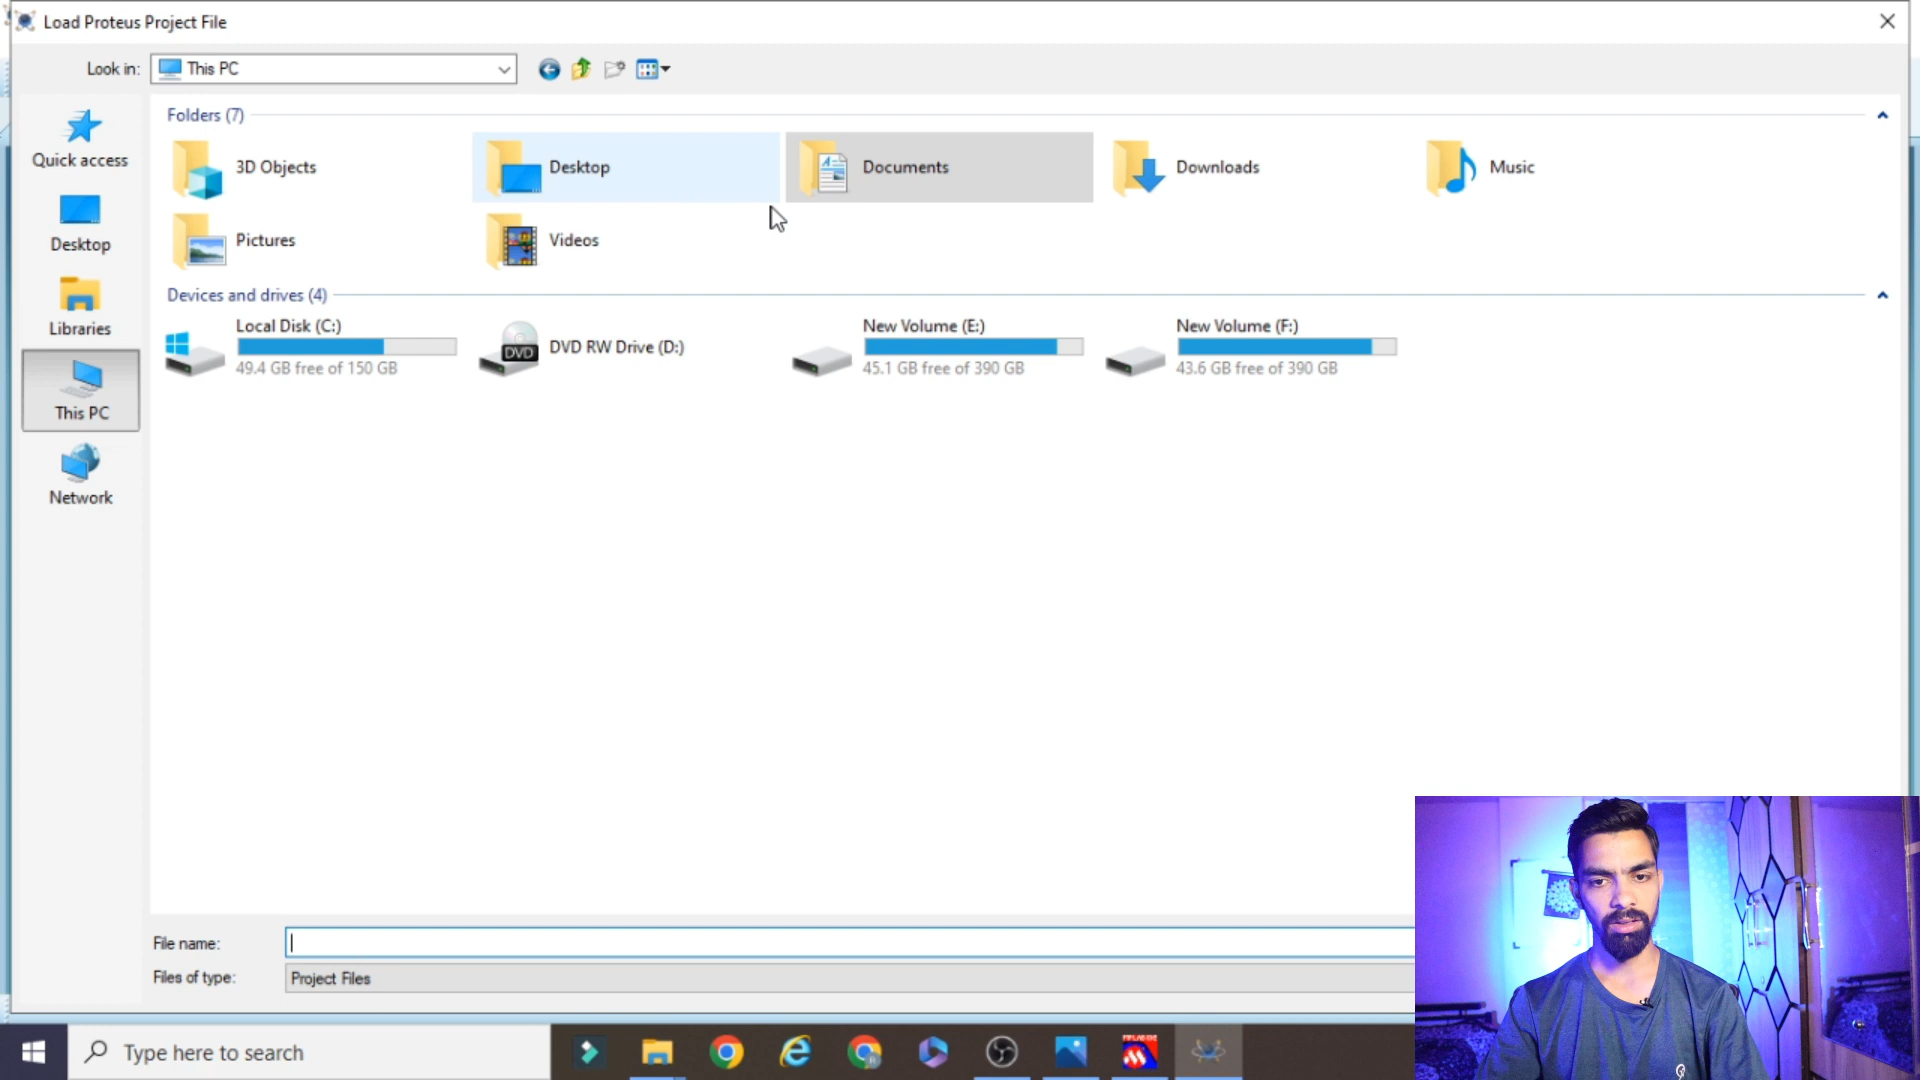 Load Proteus Project File
Look in: This PC
Folders (7)
3D Objects
Desktop
Documents
Downloads
Music
Pictures
Videos
Devices and drives (4)
Local Disk (C:)
49.4 GB free of 150 GB
DVD
DVD RW Drive (D:)
New Volume (E:)
45.1 GB free of 390 GB
New Volume (F:)
43.6 GB free of 390 GB
Quick access
Desktop
Libraries
This PC
Network
File name:
Files of type: Project Files
Type here to search